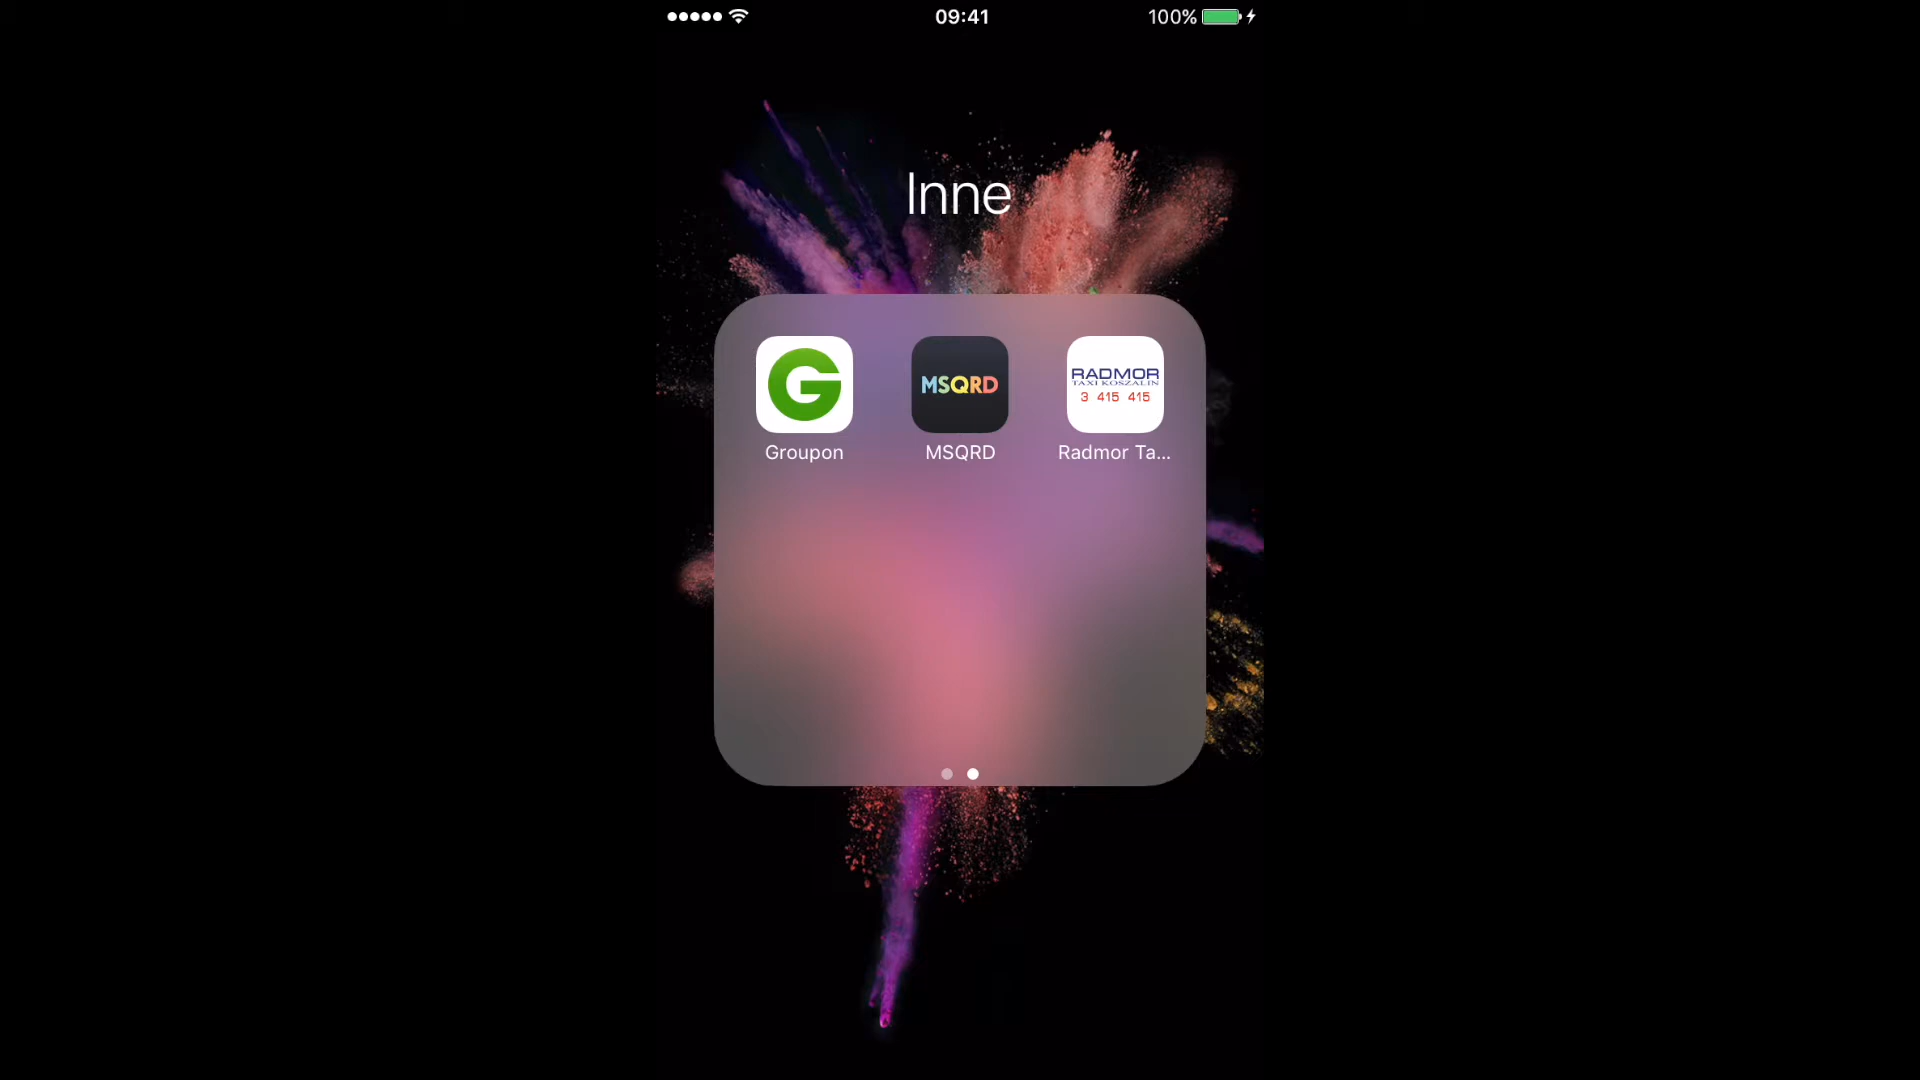 09:41
100%
Inne
RADMOR
TAXI KOSZALIN
MSQRD
3 415 415
Groupon
MSQRD
Radmor Ta...